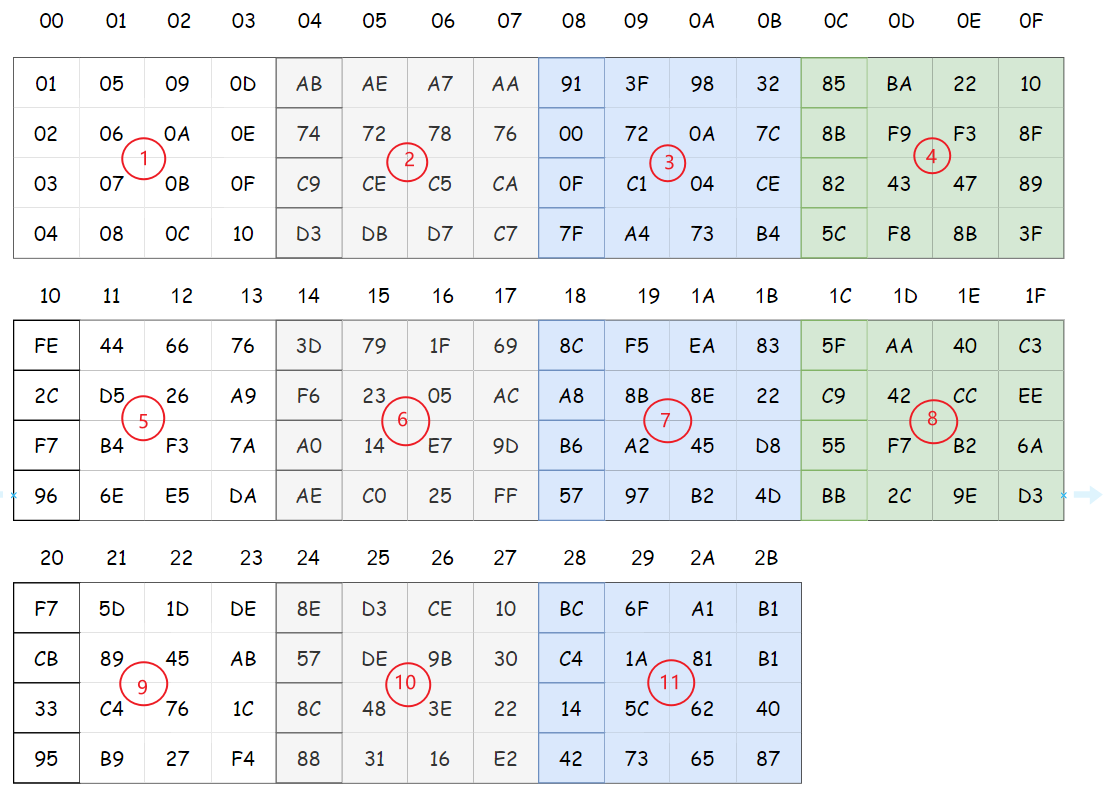 00 01 02 03 04 05 06 07 08 09 0A 0B 0C 0D 0E 0F
01 05 09 0D AB AE A7 AA 91 3F 98 32 85 BA 22 10
02 06 0A 0E 74 72 78 76 00 72 0A 7C 8B F9 F3 8F
1 2 3 4
03 07 0B 0F C9 CE C5 CA 0F C1 04 CE 82 43 47 89
04 08 0C 10 D3 DB D7 C7 7F A4 73 B4 5C F8 8B 3F
10 11 12 13 14 15 16 17 18 19 1A 1B 1C 1D 1E 1F
FE 44 66 76 3D 79 1F 69 8C F5 EA 83 5F AA 40 C3
2C D5 26 A9 F6 23 05 AC A8 8B 8E 22 C9 42 CC EE
5 6 7 8
F7 B4 F3 7A A0 14 E7 9D B6 A2 45 D8 55 F7 B2 6A
96 6E E5 DA AE C0 25 FF 57 97 B2 4D BB 2C 9E D3
20 21 22 23 24 25 26 27 28 29 2A 2B
F7 5D 1D DE 8E D3 CE 10 BC 6F A1 B1
CB 89 45 AB 57 DE 9B 30 C4 1A 81 B1
9 10 11
33 C4 76 1C 8C 48 3E 22 14 5C 62 40
95 B9 27 F4 88 31 16 E2 42 73 65 87